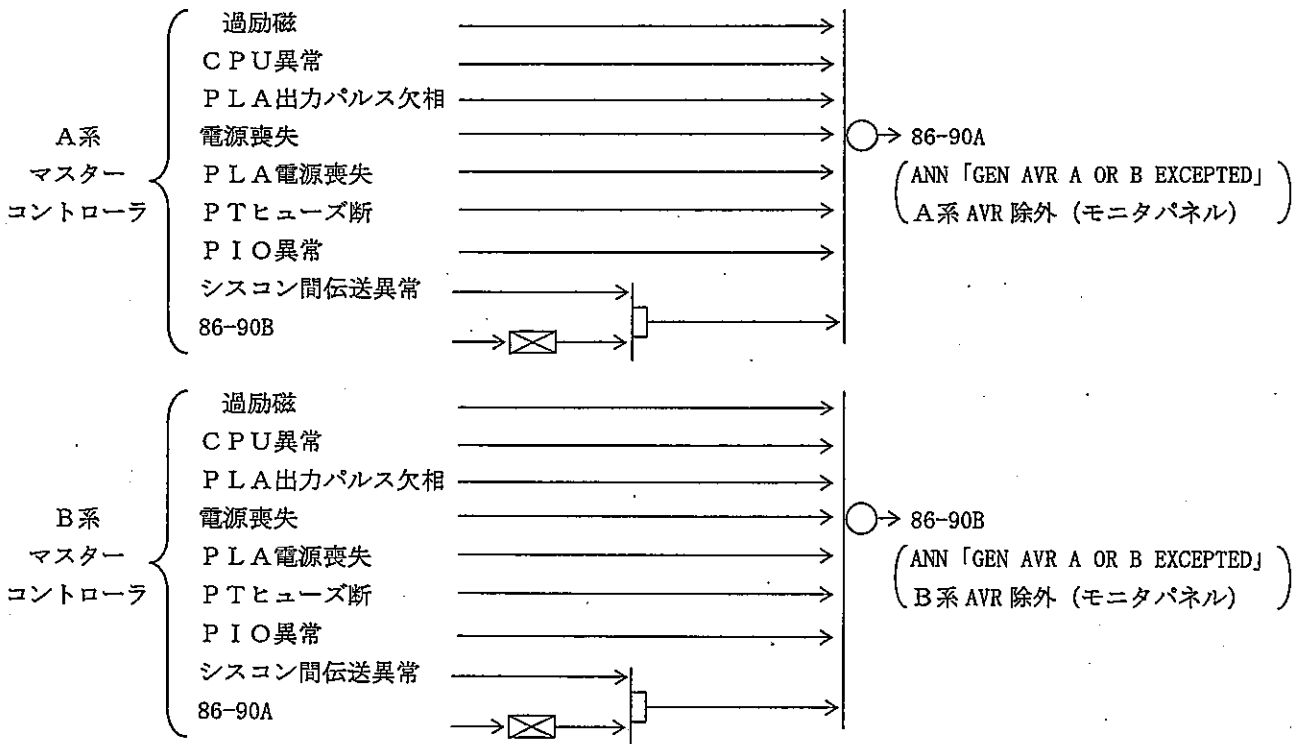 過励磁
ＣＰＵ異常
ＰＬＡ出力パルス欠相
A系
マスター
コントローラ
電源喪失
ＰＬＡ電源喪失
ＰＴヒューズ断
ＰＩＯ異常
シスコン間伝送異常
86-90B
86-90A
ANN「GEN AVR A OR B EXCEPTED」
A系 AVR 除外（モニタパネル）
過励磁
ＣＰＵ異常
ＰＬＡ出力パルス欠相
B系
マスター
コントローラ
電源喪失
ＰＬＡ電源喪失
ＰＴヒューズ断
ＰＩＯ異常
シスコン間伝送異常
86-90A
86-90B
ANN「GEN AVR A OR B EXCEPTED」
B系 AVR 除外（モニタパネル）